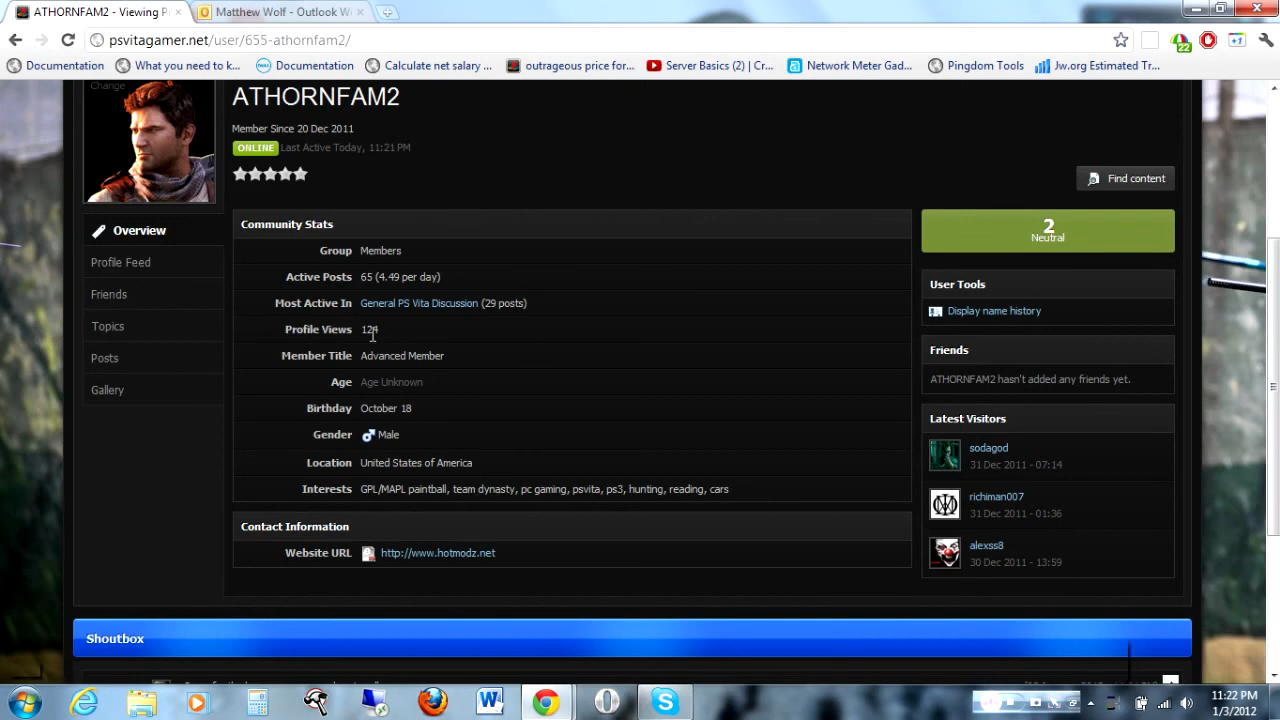 ATHORNFAM2 - Viewing P
Matthew Wolf - Outlook W
psvitagamer.net/user/655-athornfam2/
22
+1
Documentation
What you need to k...
Documentation
Calculate net salary ...
outrageous price for...
Server Basics (2) | Cr...
Network Meter Gad...
Pingdom Tools
Jw.org Estimated Tr...
Change
ATHORNFAM2
Member Since 20 Dec 2011
ONLINE Last Active Today, 11:21 PM
Find content
Overview
Profile Feed
Friends
Topics
Posts
Gallery
Community Stats
Group Members
Active Posts 65 (4.49 per day)
Most Active In General PS Vita Discussion (29 posts)
Profile Views 124
Member Title Advanced Member
Age Age Unknown
Birthday October 18
Gender Male
Location United States of America
Interests GPL/MAPL paintball, team dynasty, pc gaming, psvita, ps3, hunting, reading, cars
Contact Information
Website URL http://www.hotmodz.net
2
Neutral
User Tools
Display name history
Friends
ATHORNFAM2 hasn't added any friends yet.
Latest Visitors
sodagod
31 Dec 2011 - 07:14
richiman007
31 Dec 2011 - 01:36
alexss8
30 Dec 2011 - 13:59
Shoutbox
11:22 PM
1/3/2012